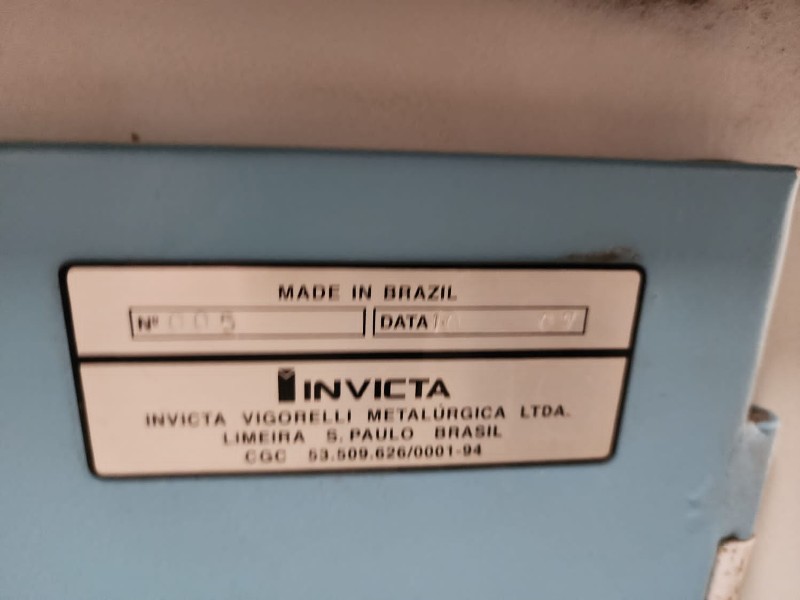 MADE IN BRAZIL
Nº 005 DATA
INVICTA
INVICTA VIGORELLI METALÚRGICA LTDA.
LIMEIRA S. PAULO BRASIL
CGC 53.509.626/0001-94